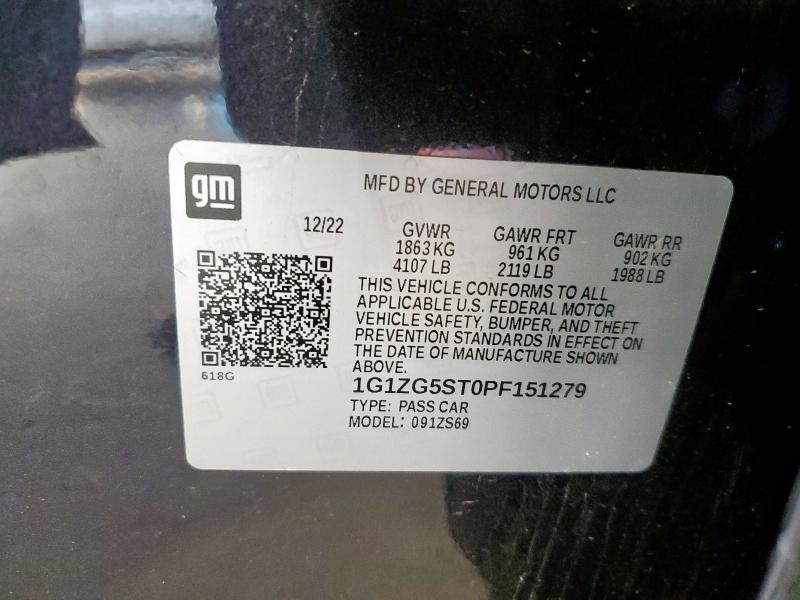 gm
MFD BY GENERAL MOTORS LLC
12/22 GVWR GAWR FRT GAWR RR
1863 KG 961 KG 902 KG
4107 LB 2119 LB 1988 LB
THIS VEHICLE CONFORMS TO ALL
APPLICABLE U.S. FEDERAL MOTOR
VEHICLE SAFETY, BUMPER, AND THEFT
PREVENTION STANDARDS IN EFFECT ON
THE DATE OF MANUFACTURE SHOWN
ABOVE.
618G
1G1ZG5ST0PF151279
TYPE: PASS CAR
MODEL: 091ZS69